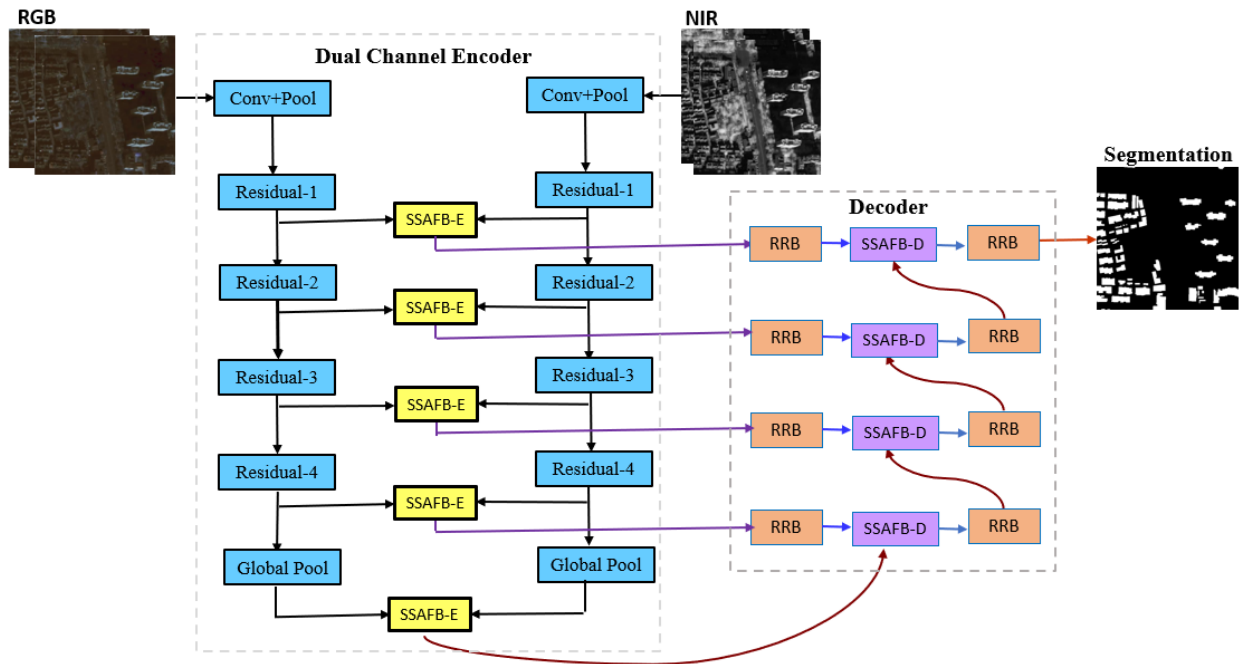 RGB
NIR
Dual Channel Encoder
Conv+Pool
Conv+Pool
Residual-1
Residual-1
SSAFB-E
Residual-2
Residual-2
SSAFB-E
Residual-3
Residual-3
SSAFB-E
Residual-4
Residual-4
SSAFB-E
Global Pool
Global Pool
SSAFB-E
Decoder
RRB
SSAFB-D
RRB
RRB
SSAFB-D
RRB
RRB
SSAFB-D
RRB
RRB
SSAFB-D
RRB
Segmentation